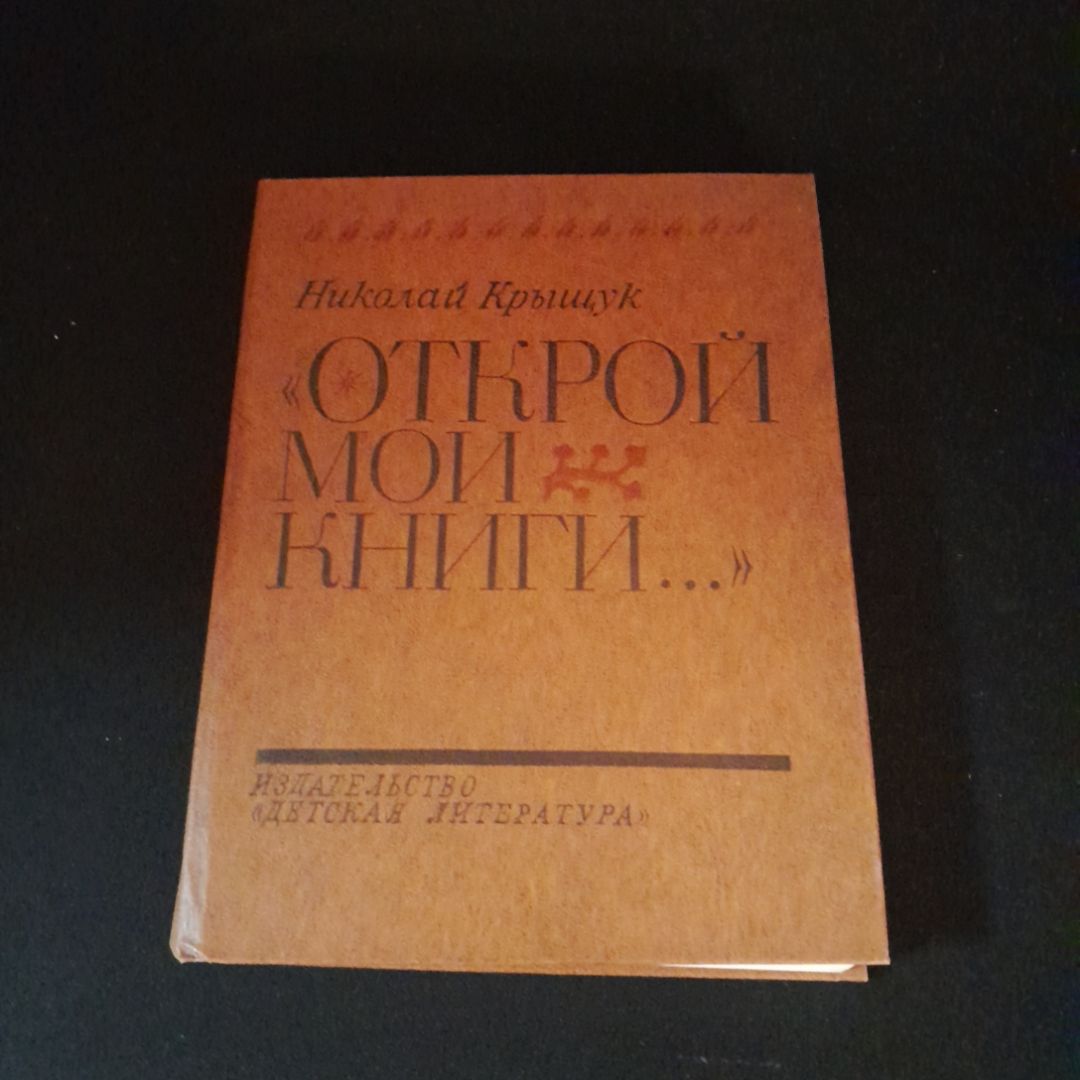 Николай Крыщук
«ОТКРОЙ
МОИ
КНИГИ...»
ИЗДАТЕЛЬСТВО
«ДЕТСКАЯ ЛИТЕРАТУРА»